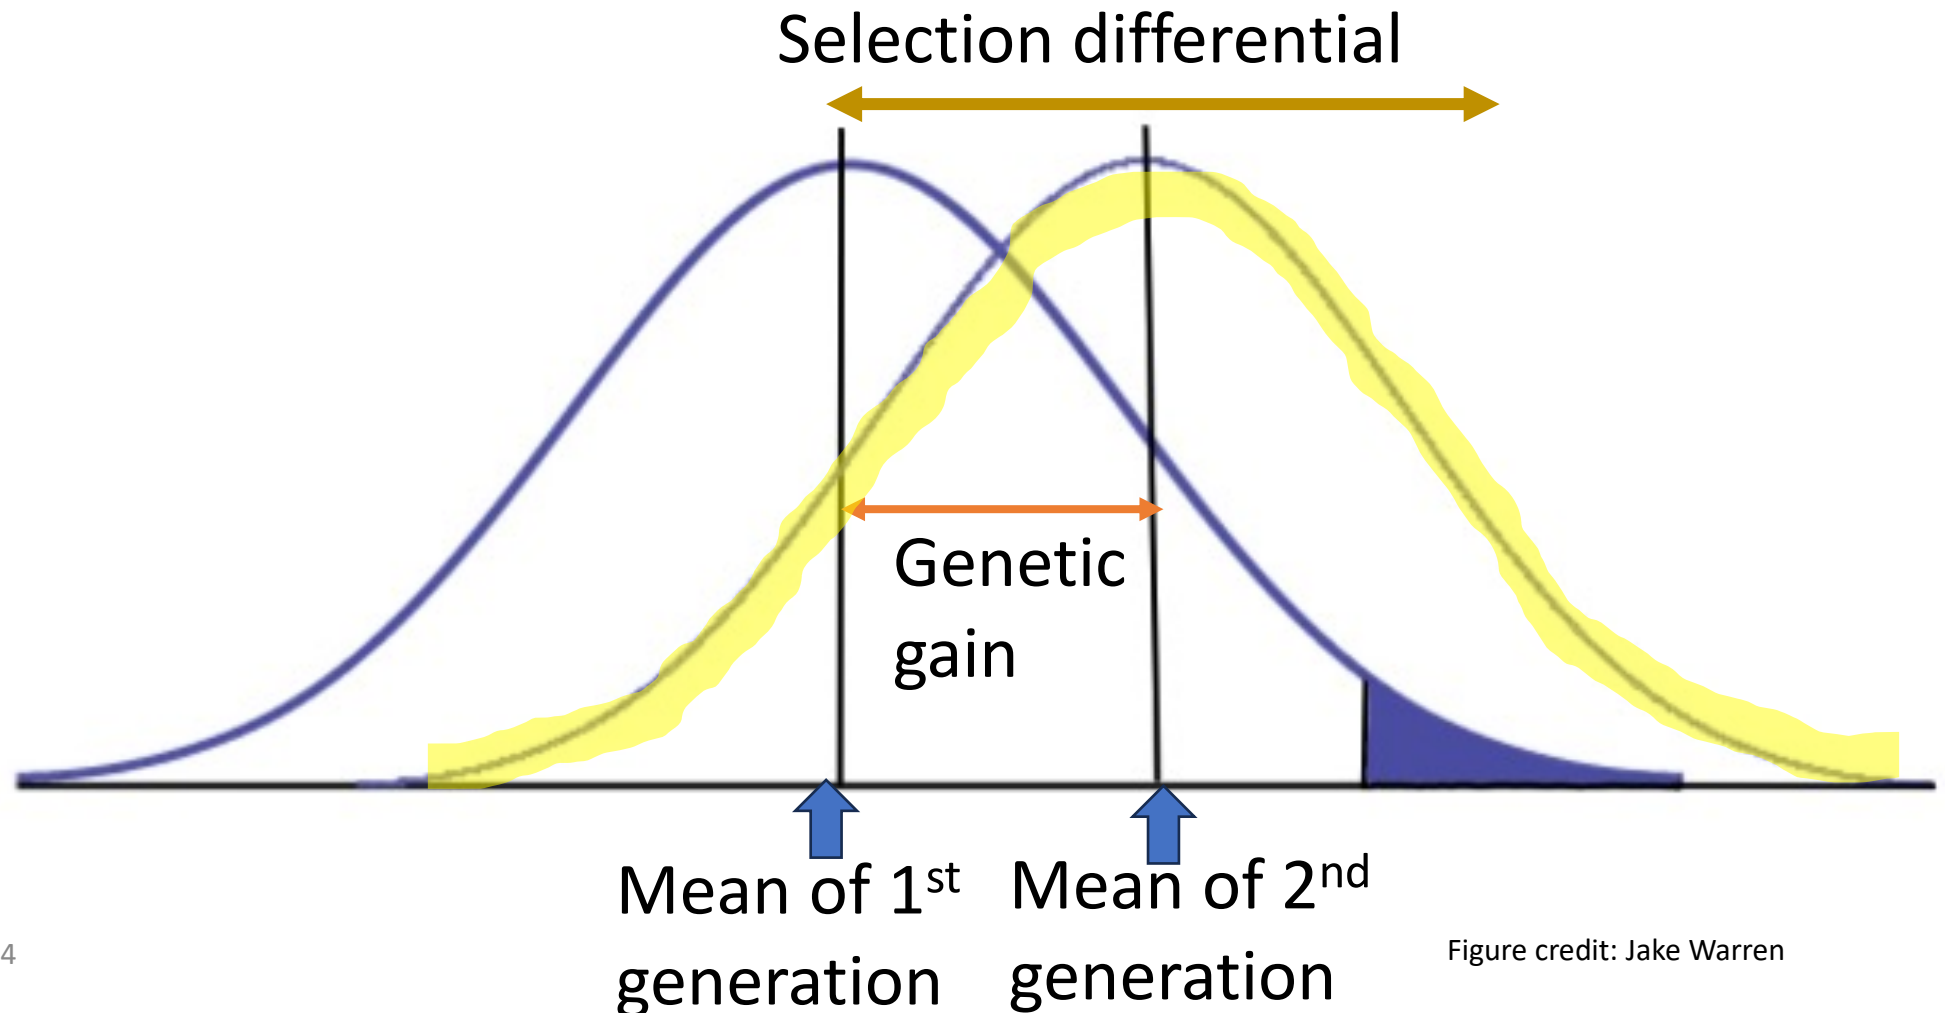 Selection differential
Genetic
gain
Mean of 1st
generation
Mean of 2nd
generation
4
Figure credit: Jake Warren